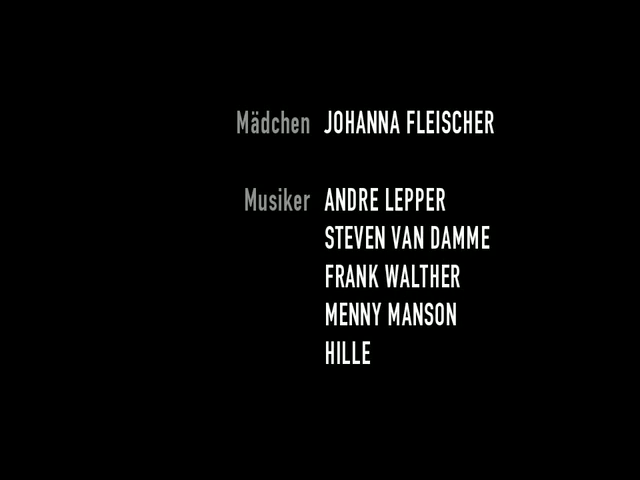 Mädchen JOHANNA FLEISCHER
Musiker ANDRE LEPPER
STEVEN VAN DAMME
FRANK WALTHER
MENNY MANSON
HILLE